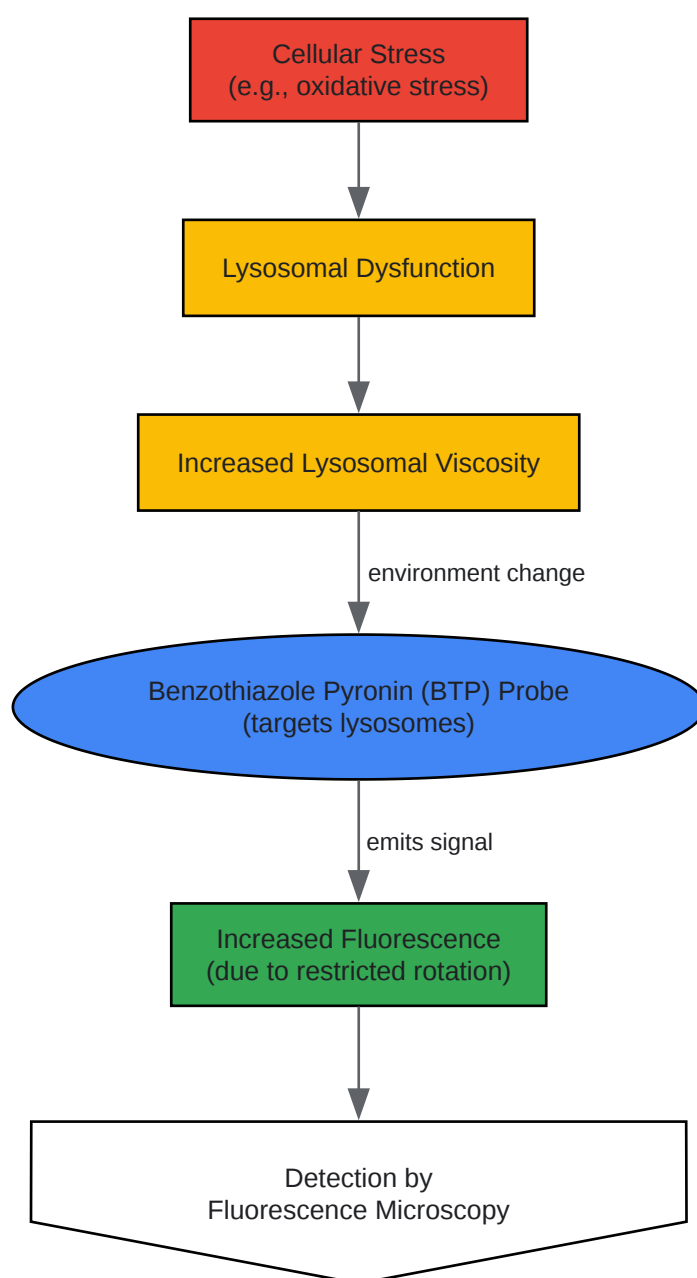 Cellular Stress
(e.g., oxidative stress)
Lysosomal Dysfunction
Increased Lysosomal Viscosity
environment change
Benzothiazole Pyronin (BTP) Probe
(targets lysosomes)
emits signal
Increased Fluorescence
(due to restricted rotation)
Detection by
Fluorescence Microscopy